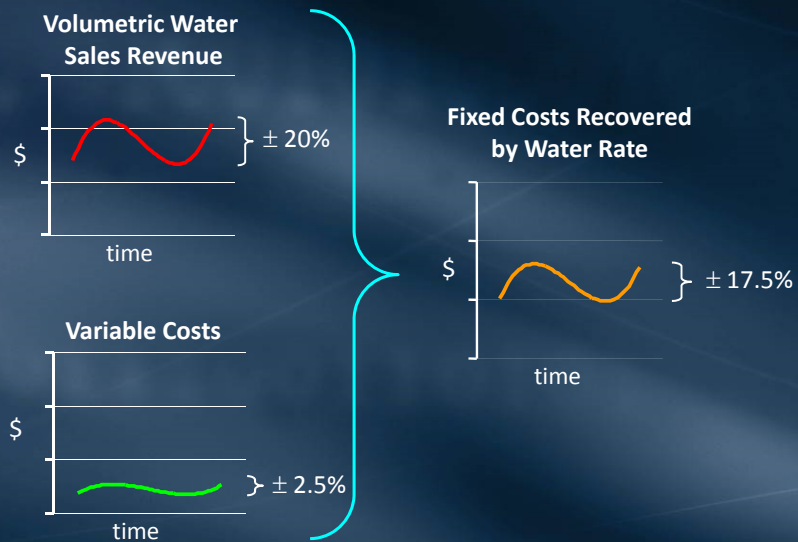 Volumetric Water
Sales Revenue
$
± 20%
time
Variable Costs
$
± 2.5%
time
Fixed Costs Recovered
by Water Rate
$
± 17.5%
time